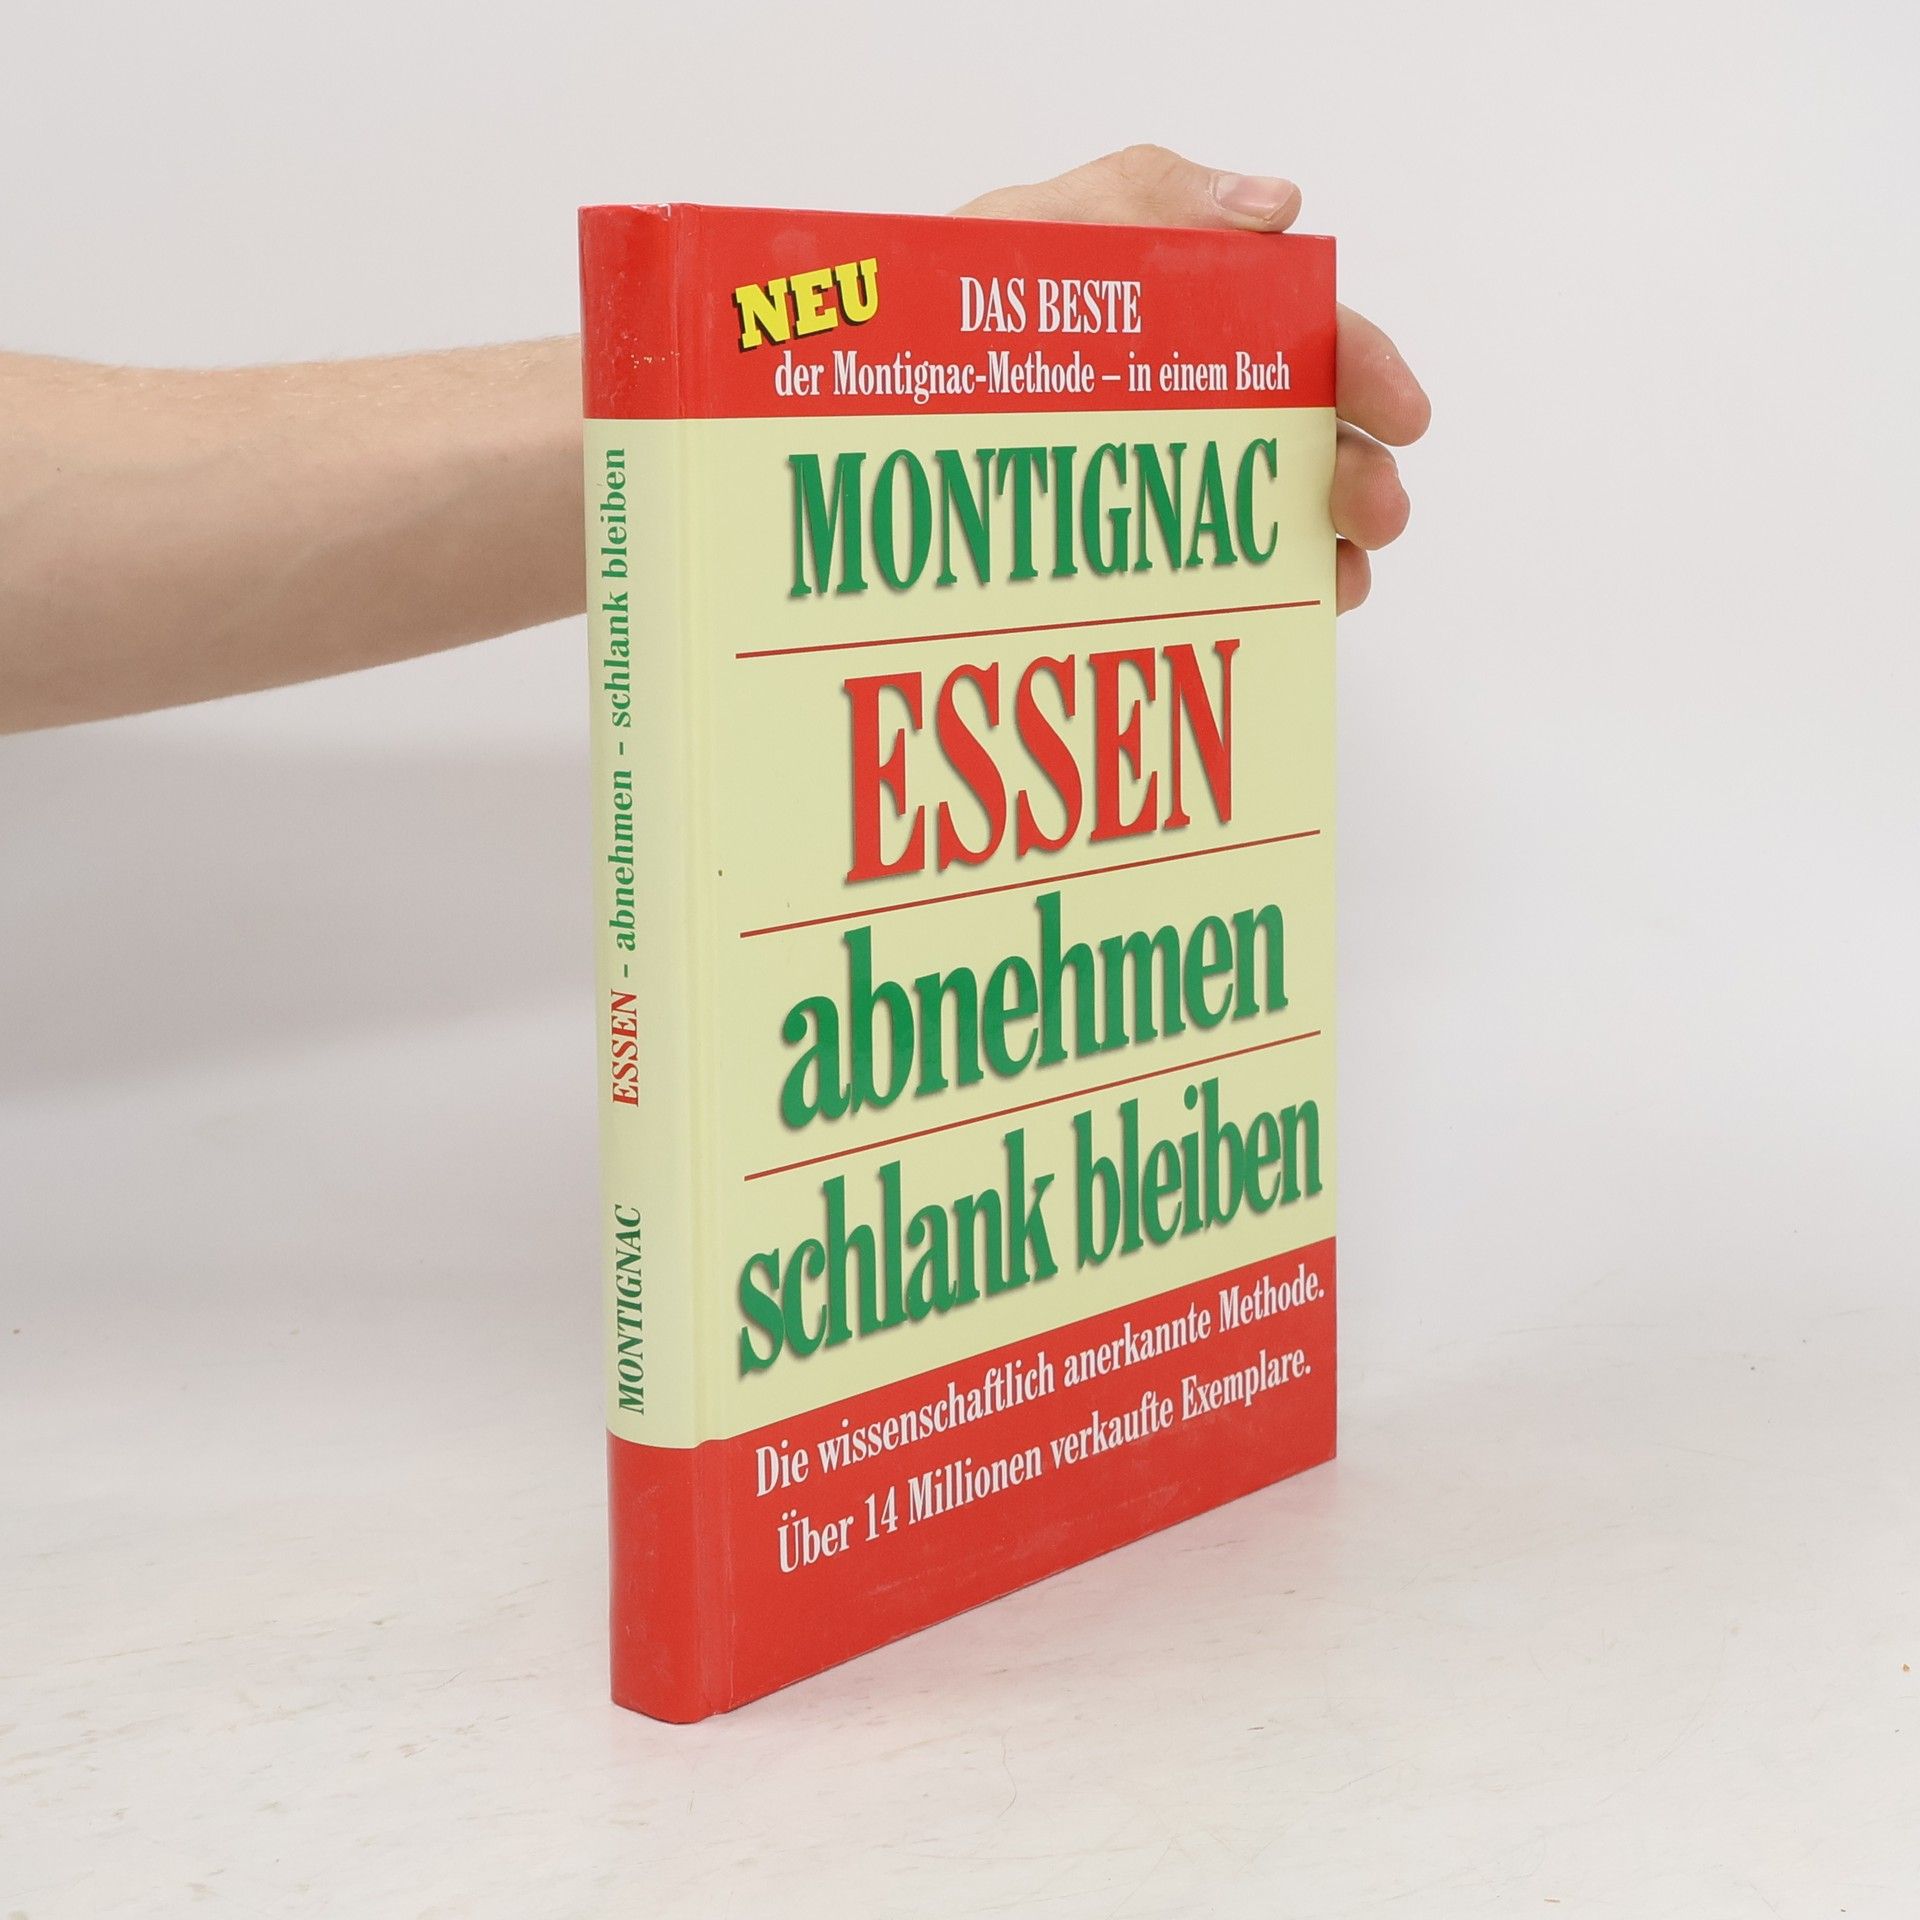 NEU
DAS BESTE
der Montignac-Methode – in einem Buch
MONTIGNAC
ESSEN
abnehmen
schlank bleiben
Die wissenschaftlich anerkannte Methode.
Über 14 Millionen verkaufte Exemplare.
MONTIGNAC ESSEN - abnehmen - schlank bleiben